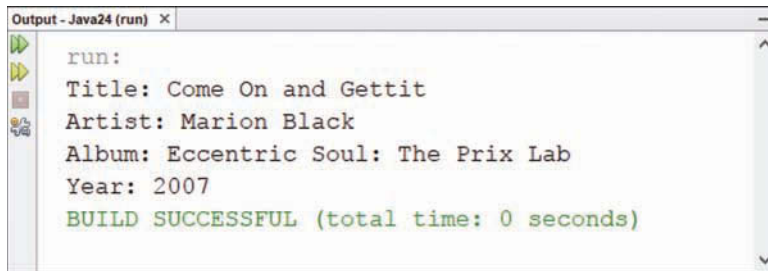 Output - Java24 (run)
run:
Title: Come On and Gettit
Artist: Marion Black
Album: Eccentric Soul: The Prix Lab
Year: 2007
BUILD SUCCESSFUL (total time: 0 seconds)